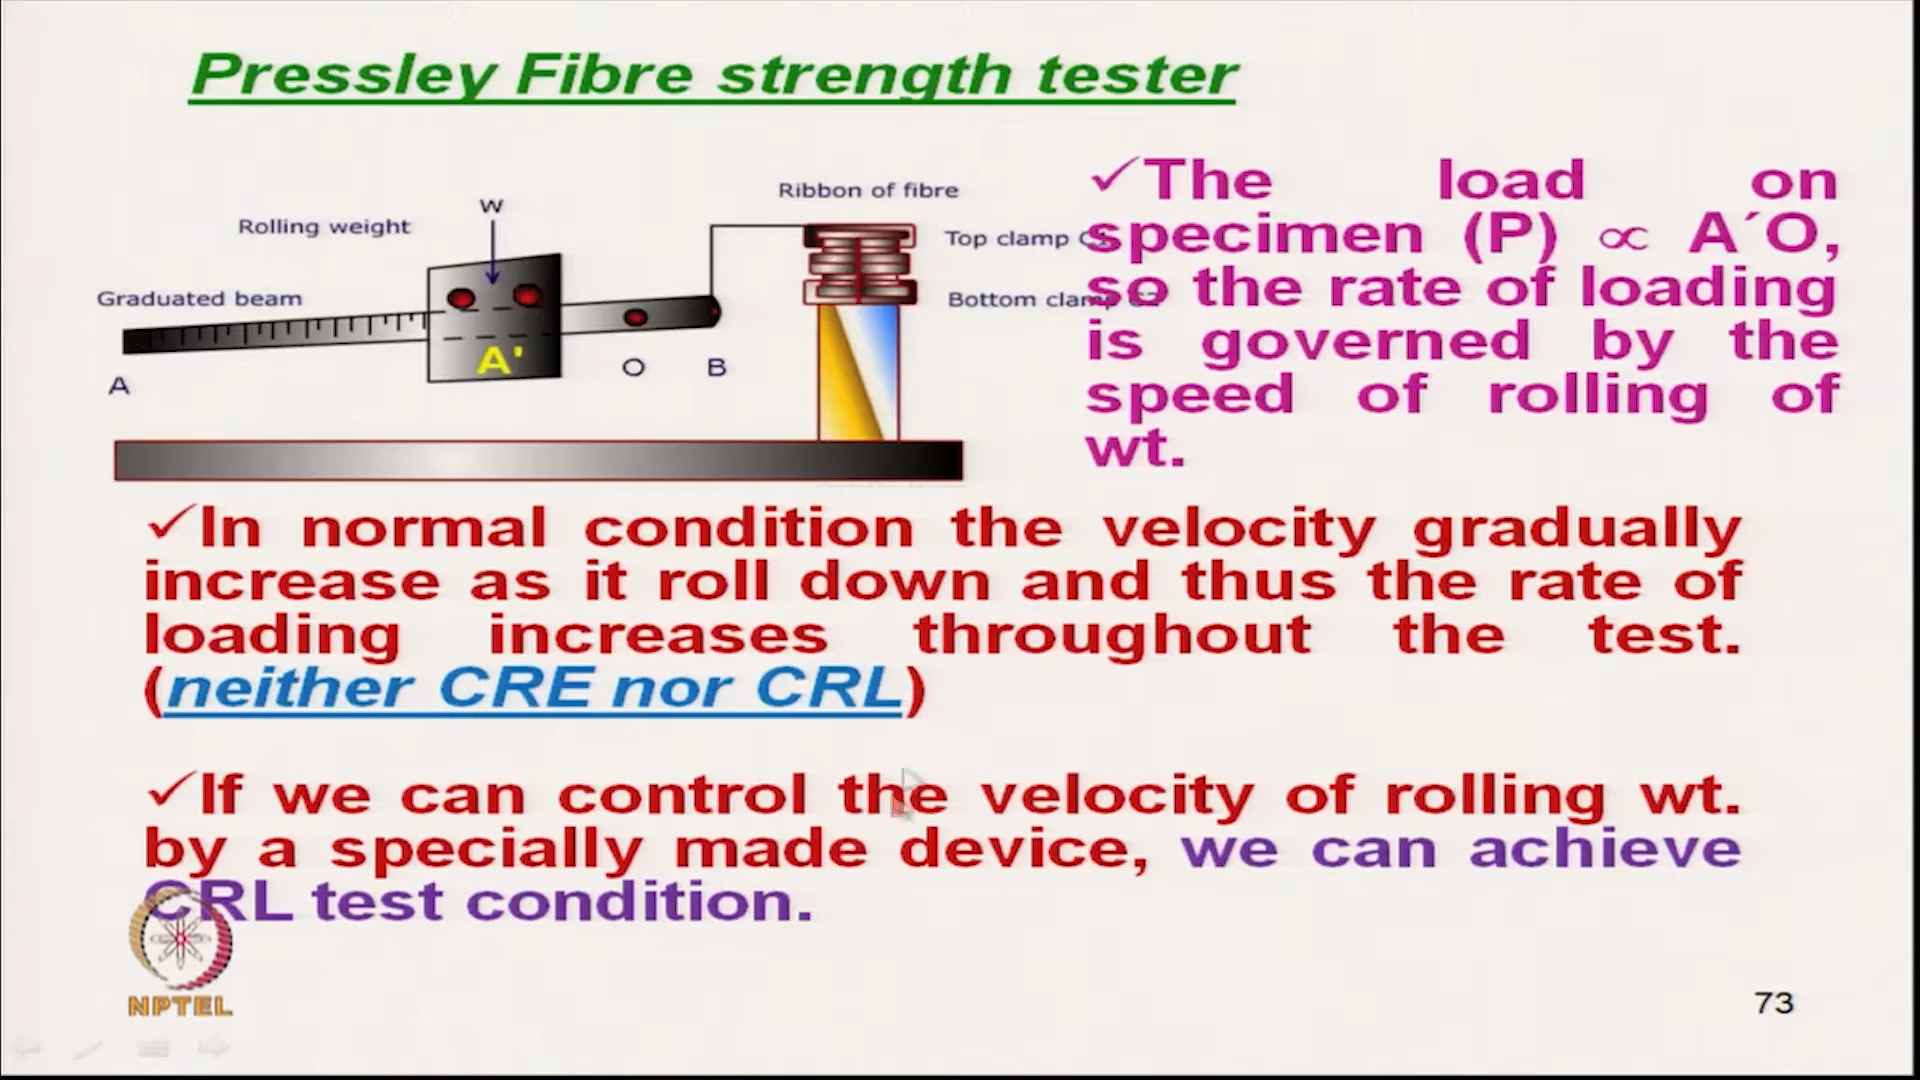 Pressley Fibre strength tester
Ribbon of fibre
W
Rolling weight
Top clamp
Graduated beam
Bottom clamp
A'
O
B
A
✓The load on
specimen (P) ∝ A´O,
so the rate of loading
is governed by the
speed of rolling of
wt.
✓In normal condition the velocity gradually
increase as it roll down and thus the rate of
loading increases throughout the test.
(neither CRE nor CRL)
✓If we can control the velocity of rolling wt.
by a specially made device, we can achieve
CRL test condition.
NPTEL
73